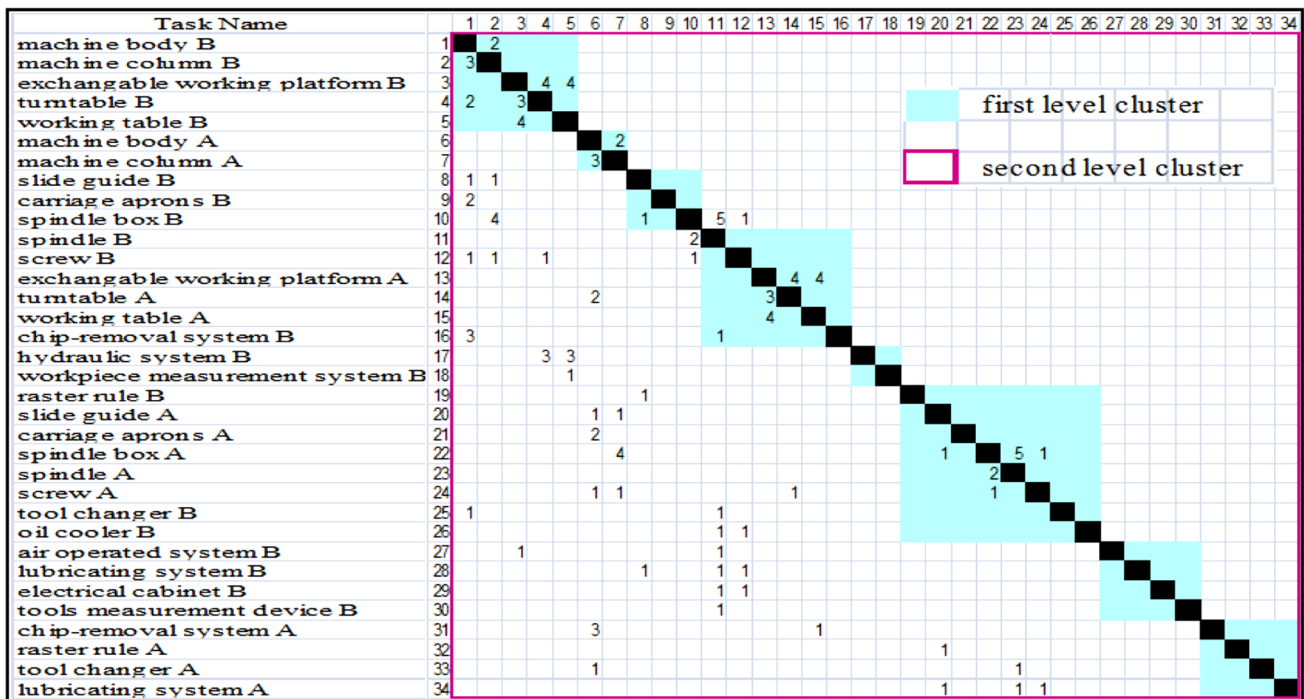 Task Name 1 2 3 4 5 6 7 8 9 10 11 12 13 14 15 16 17 18 19 20 21 22 23 24 25 26 27 28 29 30 31 32 33 34
machine body B 1 2
machine column B 2 3
exchangable working platform B 3 4 4
turntable B 4 2 3
working table B 5 4
machine body A 6 2
machine column A 7 3
slide guide B 8 1 1
carriage aprons B 9 2
spindle box B 10 4 1 5 1
spindle B 11 2
screw B 12 1 1 1 1
exchangable working platform A 13 4 4
turntable A 14 2 3
working table A 15 4
chip-removal system B 16 3 1
hydraulic system B 17 3 3
workpiece measurement system B 18 1
raster rule B 19 1
slide guide A 20 1 1
carriage aprons A 21 2
spindle box A 22 4 1 5 1
spindle A 23 2
screw A 24 1 1 1 1
tool changer B 25 1 1
oil cooler B 26 1 1
air operated system B 27 1 1
lubricating system B 28 1 1 1
electrical cabinet B 29 1 1
tools measurement device B 30 1
chip-removal system A 31 3 1
raster rule A 32 1
tool changer A 33 1 1
lubricating system A 34 1 1 1
first level cluster
second level cluster